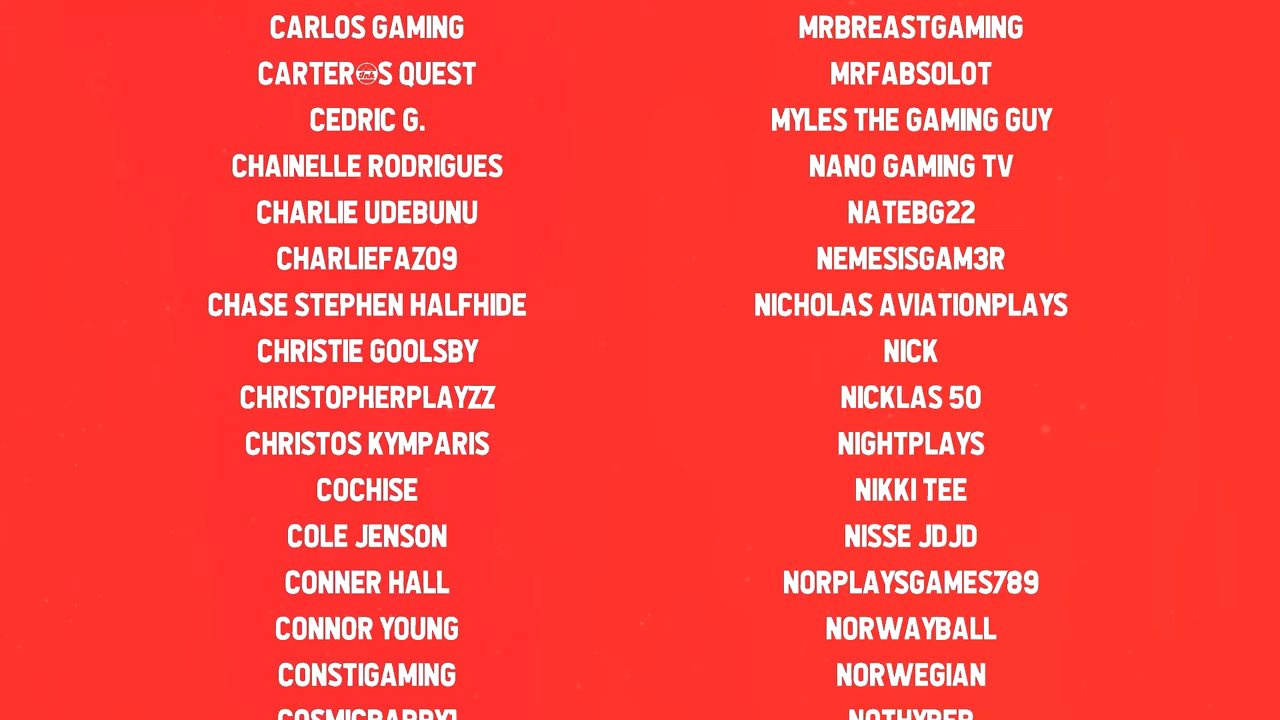 CARLOS GAMING
CARTER S QUEST
CEDRIC G.
CHAINELLE RODRIGUES
CHARLIE UDEBUNU
CHARLIEFAZ09
CHASE STEPHEN HALFHIDE
CHRISTIE GOOLSBY
CHRISTOPHERPLAYZZ
CHRISTOS KYMPARIS
COCHISE
COLE JENSON
CONNER HALL
CONNOR YOUNG
CONSTIGAMING
MRBREASTGAMING
MRFABSOLOT
MYLES THE GAMING GUY
NANO GAMING TV
NATEBG22
NEMESISGAM3R
NICHOLAS AVIATIONPLAYS
NICK
NICKLAS 50
NIGHTPLAYS
NIKKI TEE
NISSE JDJD
NORPLAYSGAMES789
NORWAYBALL
NORWEGIAN